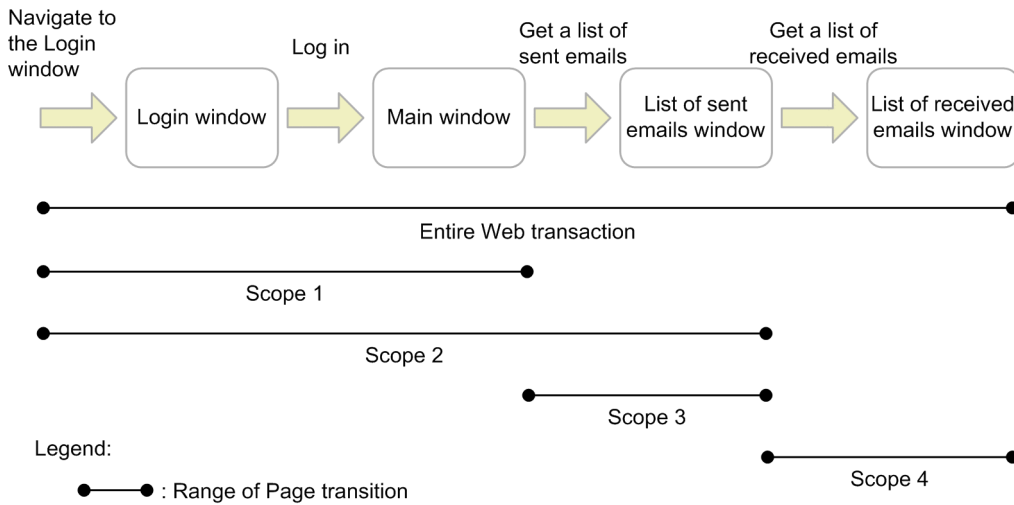 Navigate to
the Login
window
Log in
Get a list of
sent emails
Get a list of
received emails
Login window
Main window
List of sent
emails window
List of received
emails window
Entire Web transaction
Scope 1
Scope 2
Scope 3
Scope 4
Legend:
: Range of Page transition